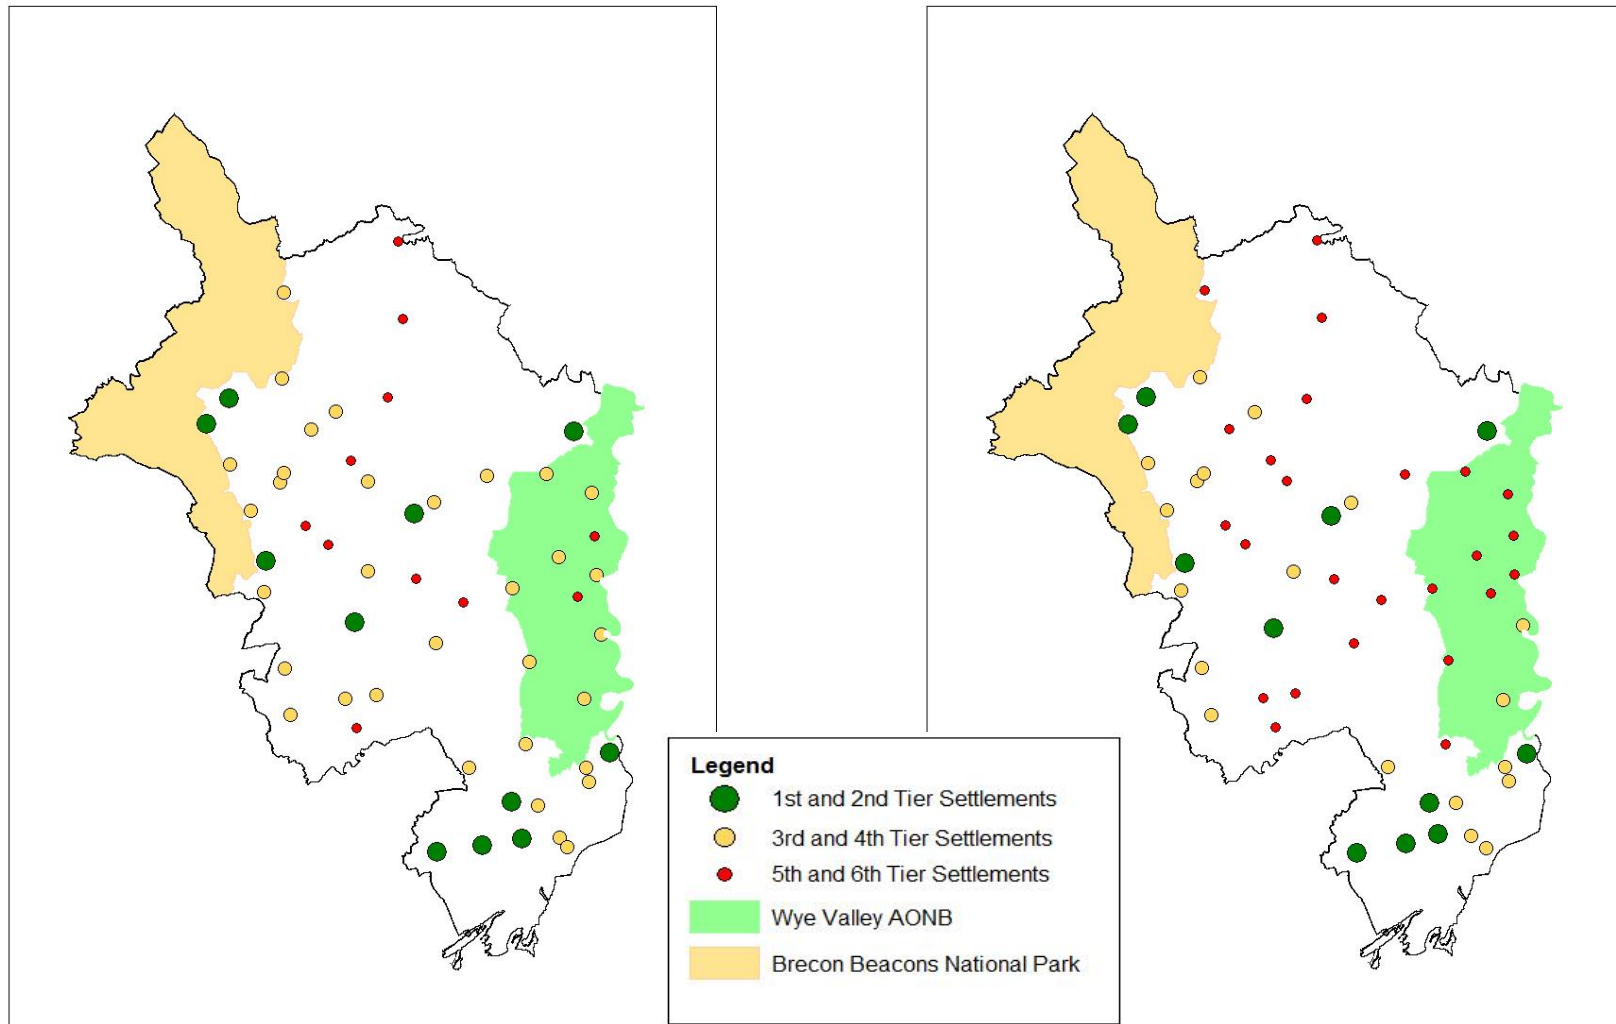 Legend
1st and 2nd Tier Settlements
3rd and 4th Tier Settlements
5th and 6th Tier Settlements
Wye Valley AONB
Brecon Beacons National Park